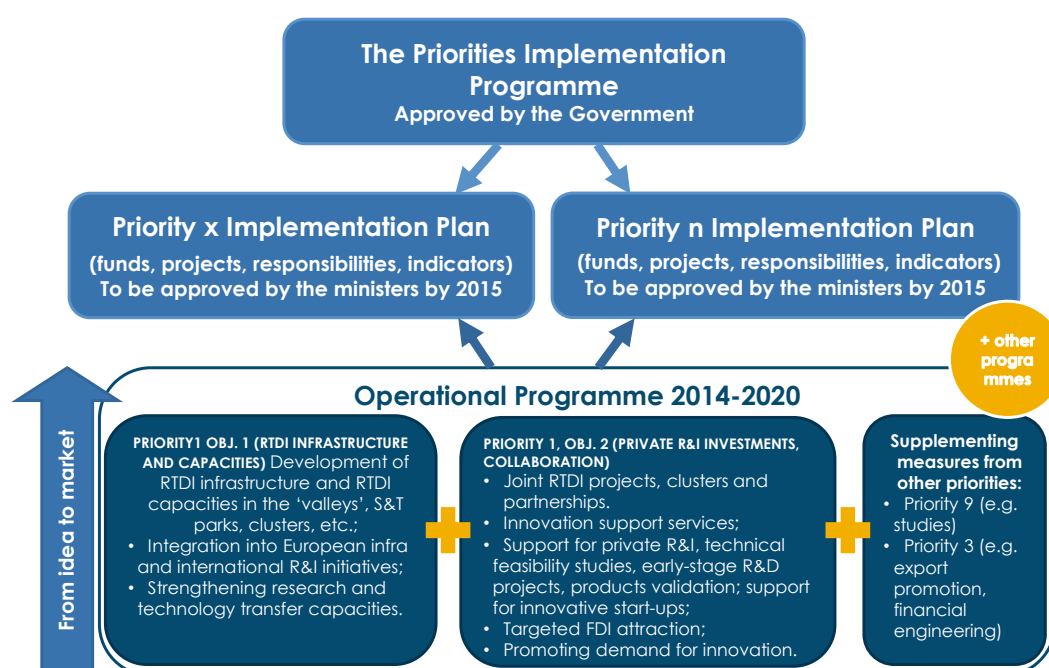 The Priorities Implementation
Programme
Approved by the Government
Priority x Implementation Plan
(funds, projects, responsibilities, indicators)
To be approved by the ministers by 2015
Priority n Implementation Plan
(funds, projects, responsibilities, indicators)
To be approved by the ministers by 2015
+ other
progra
mmes
From idea to market
Operational Programme 2014-2020
PRIORITY1 OBJ. 1 (RTDI INFRASTRUCTURE
AND CAPACITIES) Development of
RTDI infrastructure and RTDI
capacities in the ‘valleys’, S&T
parks, clusters, etc.;
• Integration into European infra
and international R&I initiatives;
• Strengthening research and
technology transfer capacities.
PRIORITY 1, OBJ. 2 (PRIVATE R&I INVESTMENTS,
COLLABORATION)
• Joint RTDI projects, clusters and
partnerships.
• Innovation support services;
• Support for private R&I, technical
feasibility studies, early-stage R&D
projects, products validation; support
for innovative start-ups;
• Targeted FDI attraction;
• Promoting demand for innovation.
Supplementing
measures from
other priorities:
• Priority 9 (e.g.
studies)
• Priority 3 (e.g.
export
promotion,
financial
engineering)